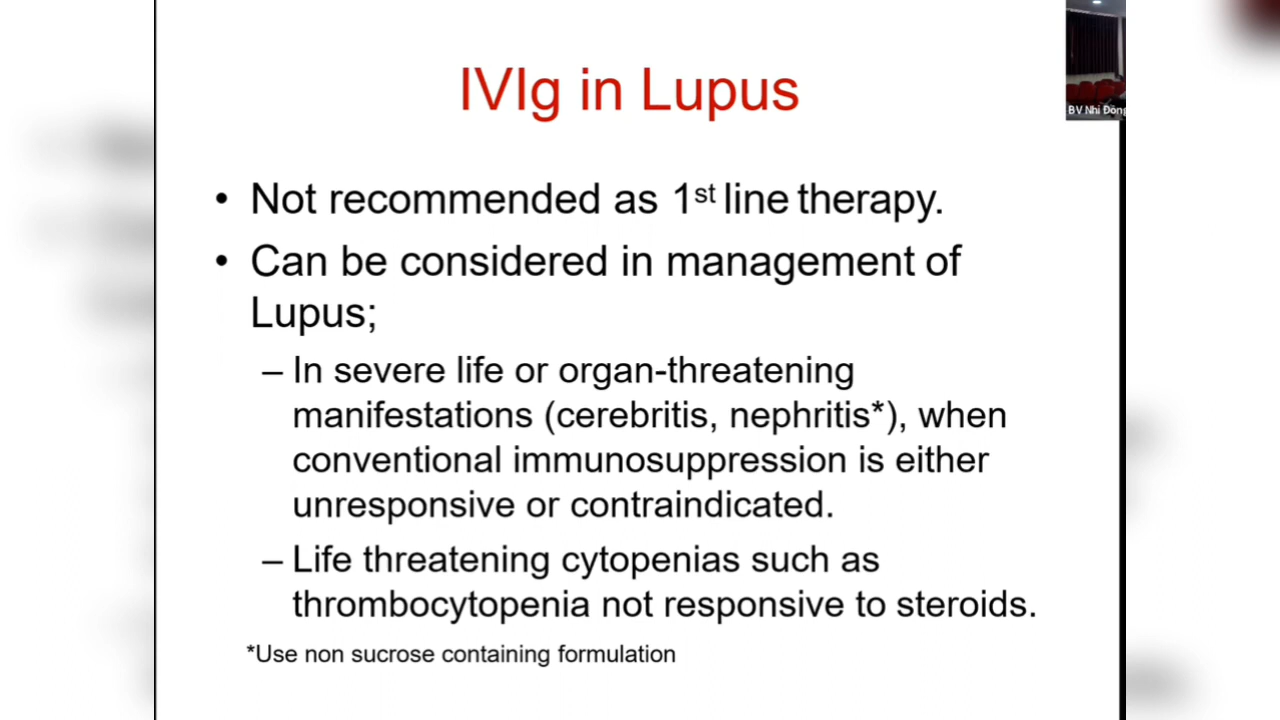 IVIg in Lupus
BV Nhi Đồng
• Not recommended as 1st line therapy.
• Can be considered in management of
Lupus;
– In severe life or organ-threatening
manifestations (cerebritis, nephritis*), when
conventional immunosuppression is either
unresponsive or contraindicated.
– Life threatening cytopenias such as
thrombocytopenia not responsive to steroids.
*Use non sucrose containing formulation